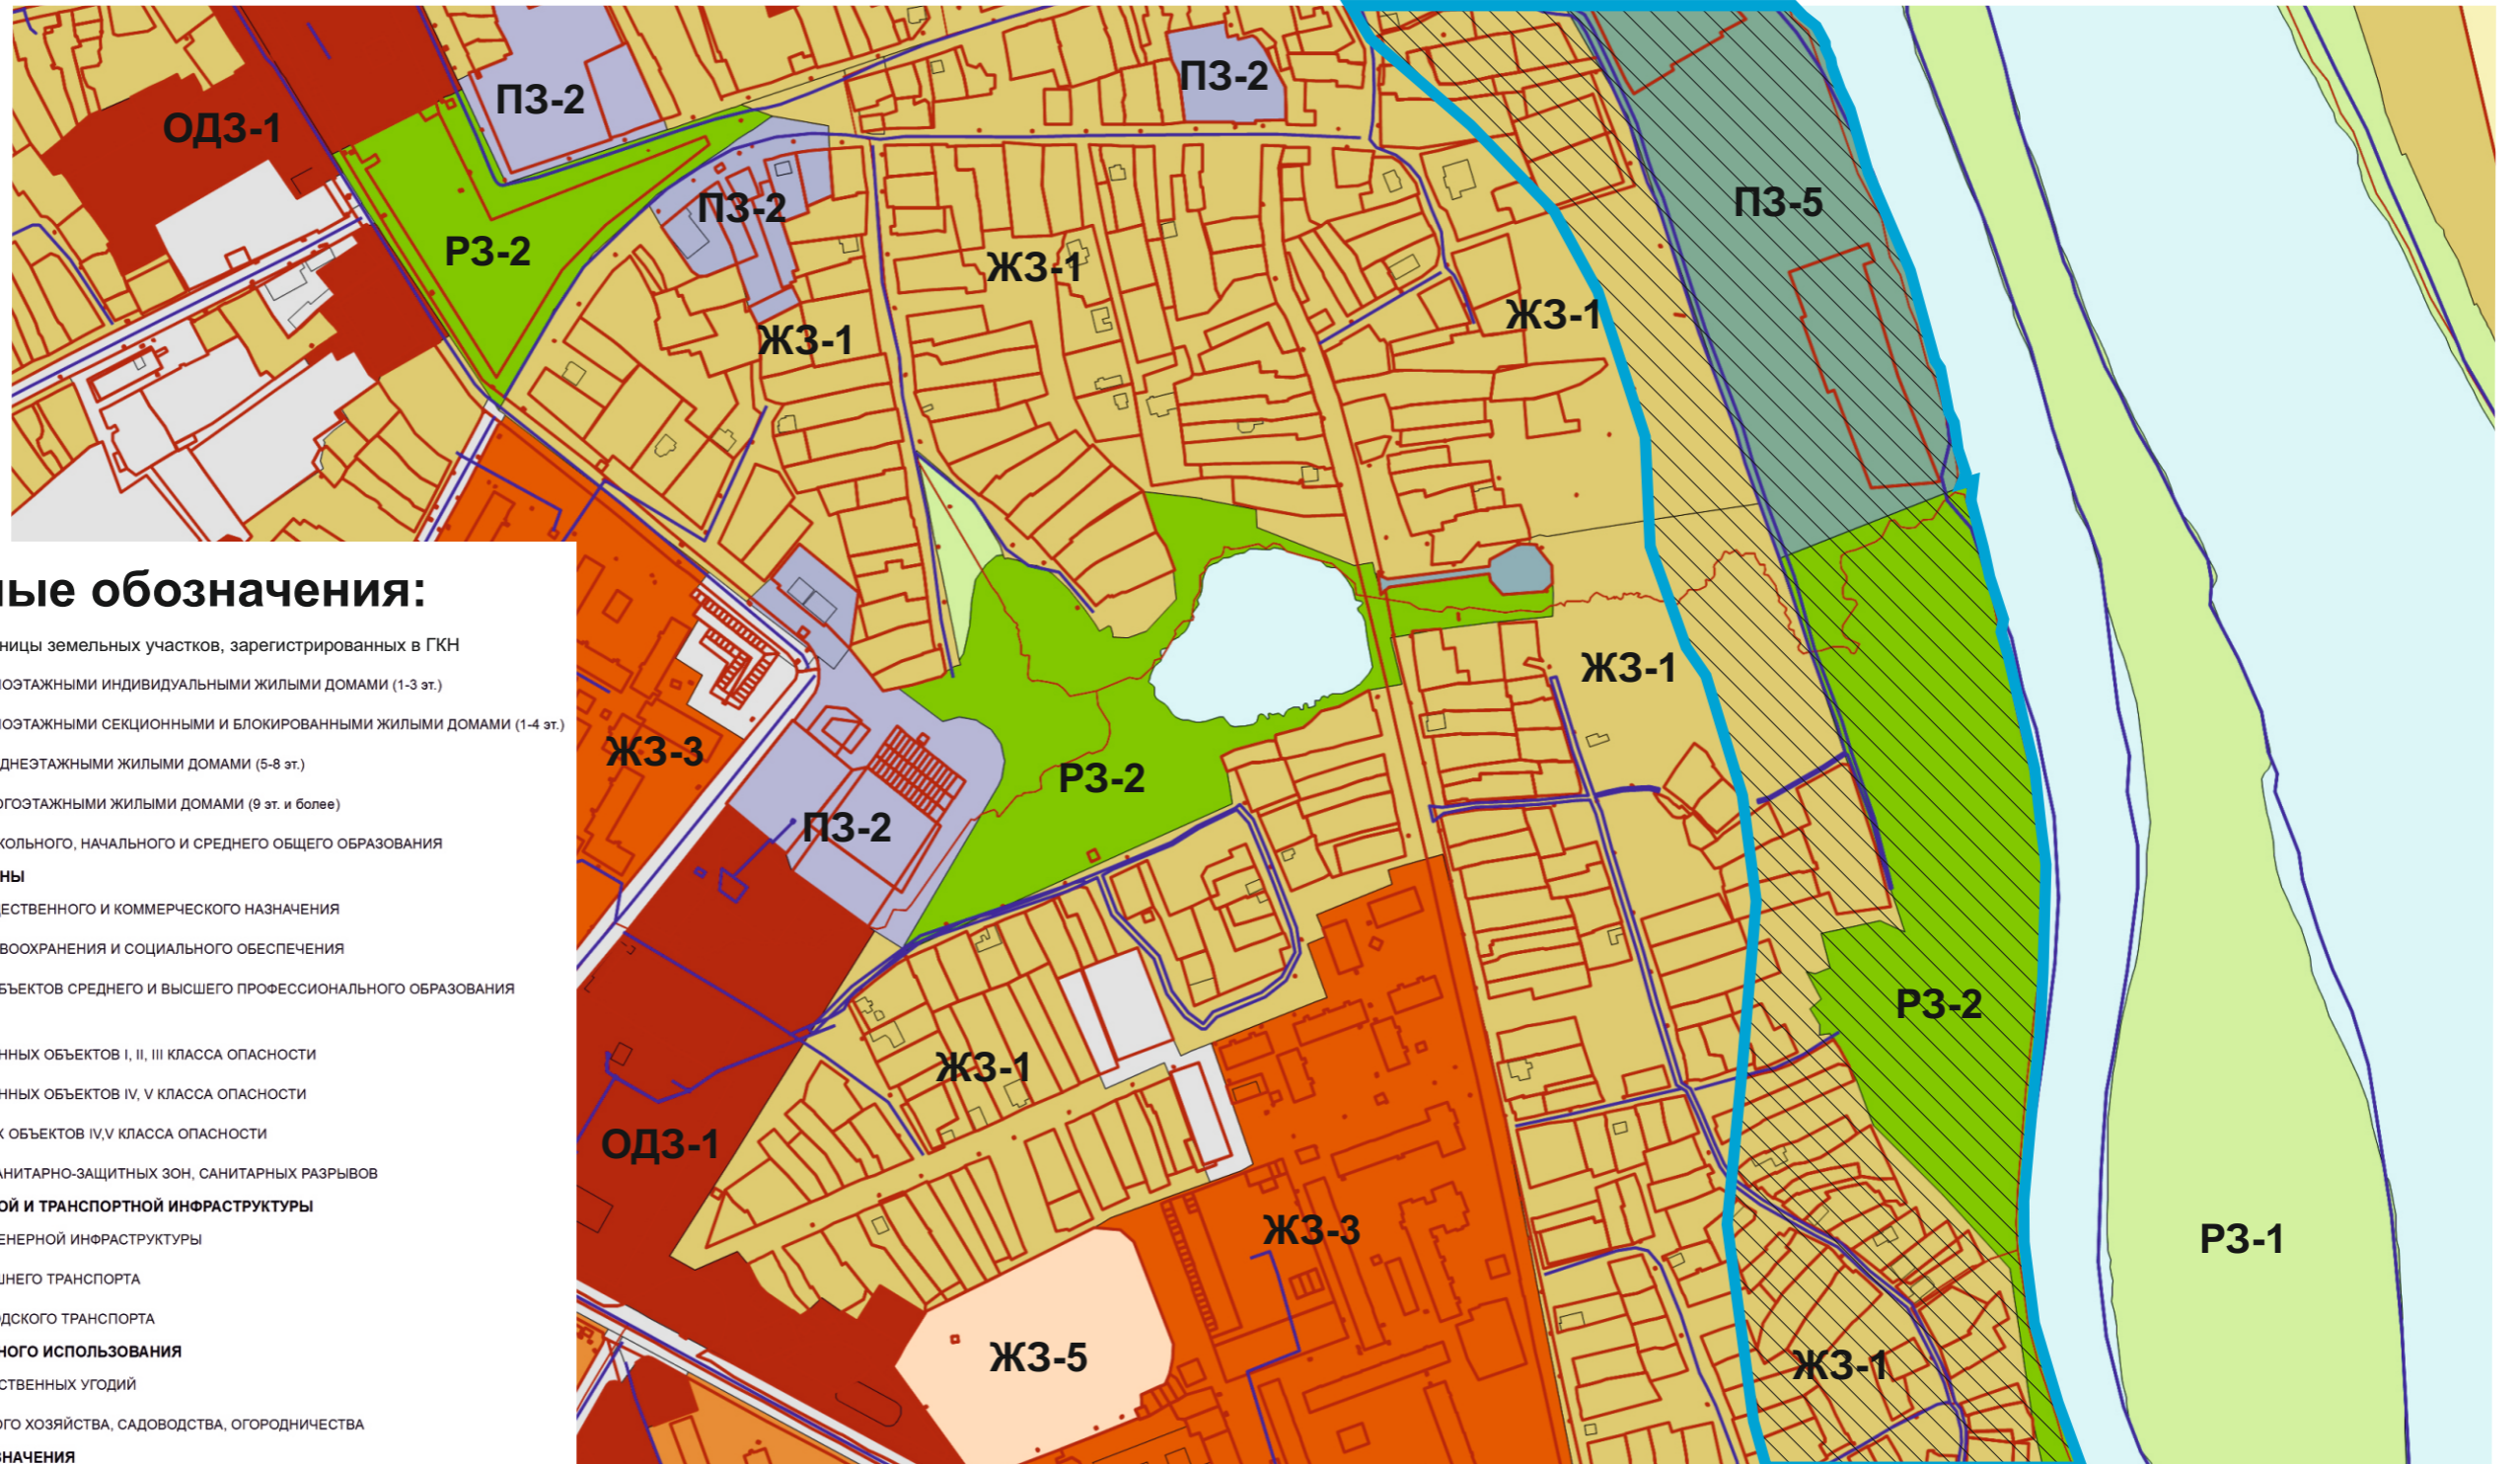 ПЗ-2
ПЗ-2
ОДЗ-1
ПЗ-2
ПЗ-5
РЗ-2
ЖЗ-1
ЖЗ-1
ЖЗ-1
ные обозначения:
ницы земельных участков, зарегистрированных в ГКН
ОЭТАЖНЫМИ ИНДИВИДУАЛЬНЫМИ ЖИЛЫМИ ДОМАМИ (1-3 эт.)
ОЭТАЖНЫМИ СЕКЦИОННЫМИ И БЛОКИРОВАННЫМИ ЖИЛЫМИ ДОМАМИ (1-4 эт.)
ДНЕЭТАЖНЫМИ ЖИЛЫМИ ДОМАМИ (5-8 эт.)
ОГОЭТАЖНЫМИ ЖИЛЫМИ ДОМАМИ (9 эт. и более)
КОЛЬНОГО, НАЧАЛЬНОГО И СРЕДНЕГО ОБЩЕГО ОБРАЗОВАНИЯ
НЫ
ЕСТВЕННОГО И КОММЕРЧЕСКОГО НАЗНАЧЕНИЯ
ВООХРАНЕНИЯ И СОЦИАЛЬНОГО ОБЕСПЕЧЕНИЯ
БЪЕКТОВ СРЕДНЕГО И ВЫСШЕГО ПРОФЕССИОНАЛЬНОГО ОБРАЗОВАНИЯ
ННЫХ ОБЪЕКТОВ I, II, III КЛАССА ОПАСНОСТИ
ННЫХ ОБЪЕКТОВ IV, V КЛАССА ОПАСНОСТИ
Х ОБЪЕКТОВ IV,V КЛАССА ОПАСНОСТИ
АНИТАРНО-ЗАЩИТНЫХ ЗОН, САНИТАРНЫХ РАЗРЫВОВ
ОЙ И ТРАНСПОРТНОЙ ИНФРАСТРУКТУРЫ
ЕНЕРНОЙ ИНФРАСТРУКТУРЫ
ШНЕГО ТРАНСПОРТА
ОДСКОГО ТРАНСПОРТА
НОГО ИСПОЛЬЗОВАНИЯ
СТВЕННЫХ УГОДИЙ
ОГО ХОЗЯЙСТВА, САДОВОДСТВА, ОГОРОДНИЧЕСТВА
ЗНАЧЕНИЯ
ЖЗ-1
ЖЗ-3
РЗ-2
ПЗ-2
РЗ-2
ЖЗ-1
ОДЗ-1
ЖЗ-3
РЗ-1
ЖЗ-5
ЖЗ-1